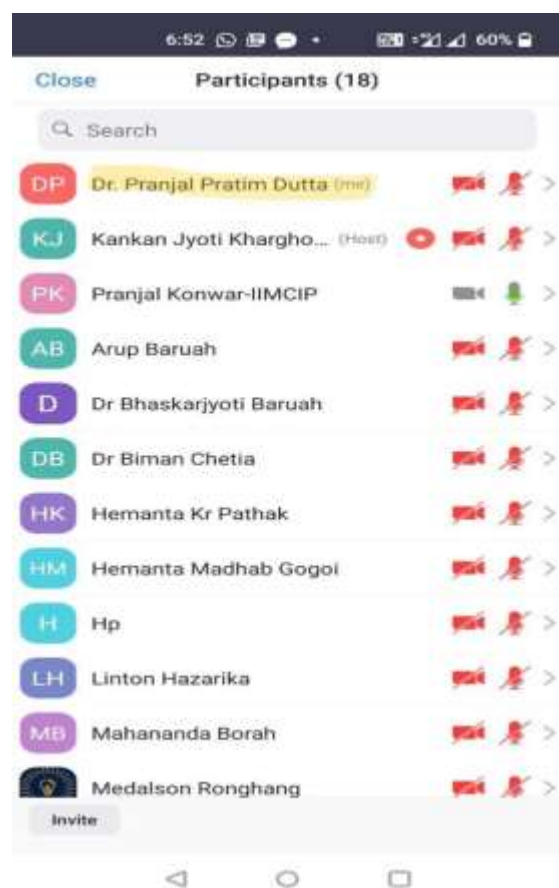 6:52 60%
Close Participants (18)
Search
DP Dr. Pranjal Pratim Dutta (me)
KJ Kankan Jyoti Khargho... (Host)
PK Pranjal Konwar-IIMCIP
AB Arup Baruah
D Dr Bhaskarjyoti Baruah
DB Dr Biman Chetia
HK Hemanta Kr Pathak
HM Hemanta Madhab Gogoi
H Hp
LH Linton Hazarika
MB Mahananda Borah
Medalson Ronghang
Invite